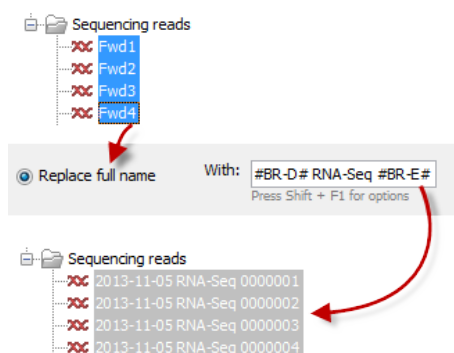 Sequencing reads
Fwd1
Fwd2
Fwd3
Fwd4
Replace full name With: #BR-D# RNA-Seq #BR-E#
Press Shift + F1 for options
Sequencing reads
2013-11-05 RNA-Seq 0000001
2013-11-05 RNA-Seq 0000002
2013-11-05 RNA-Seq 0000003
2013-11-05 RNA-Seq 0000004